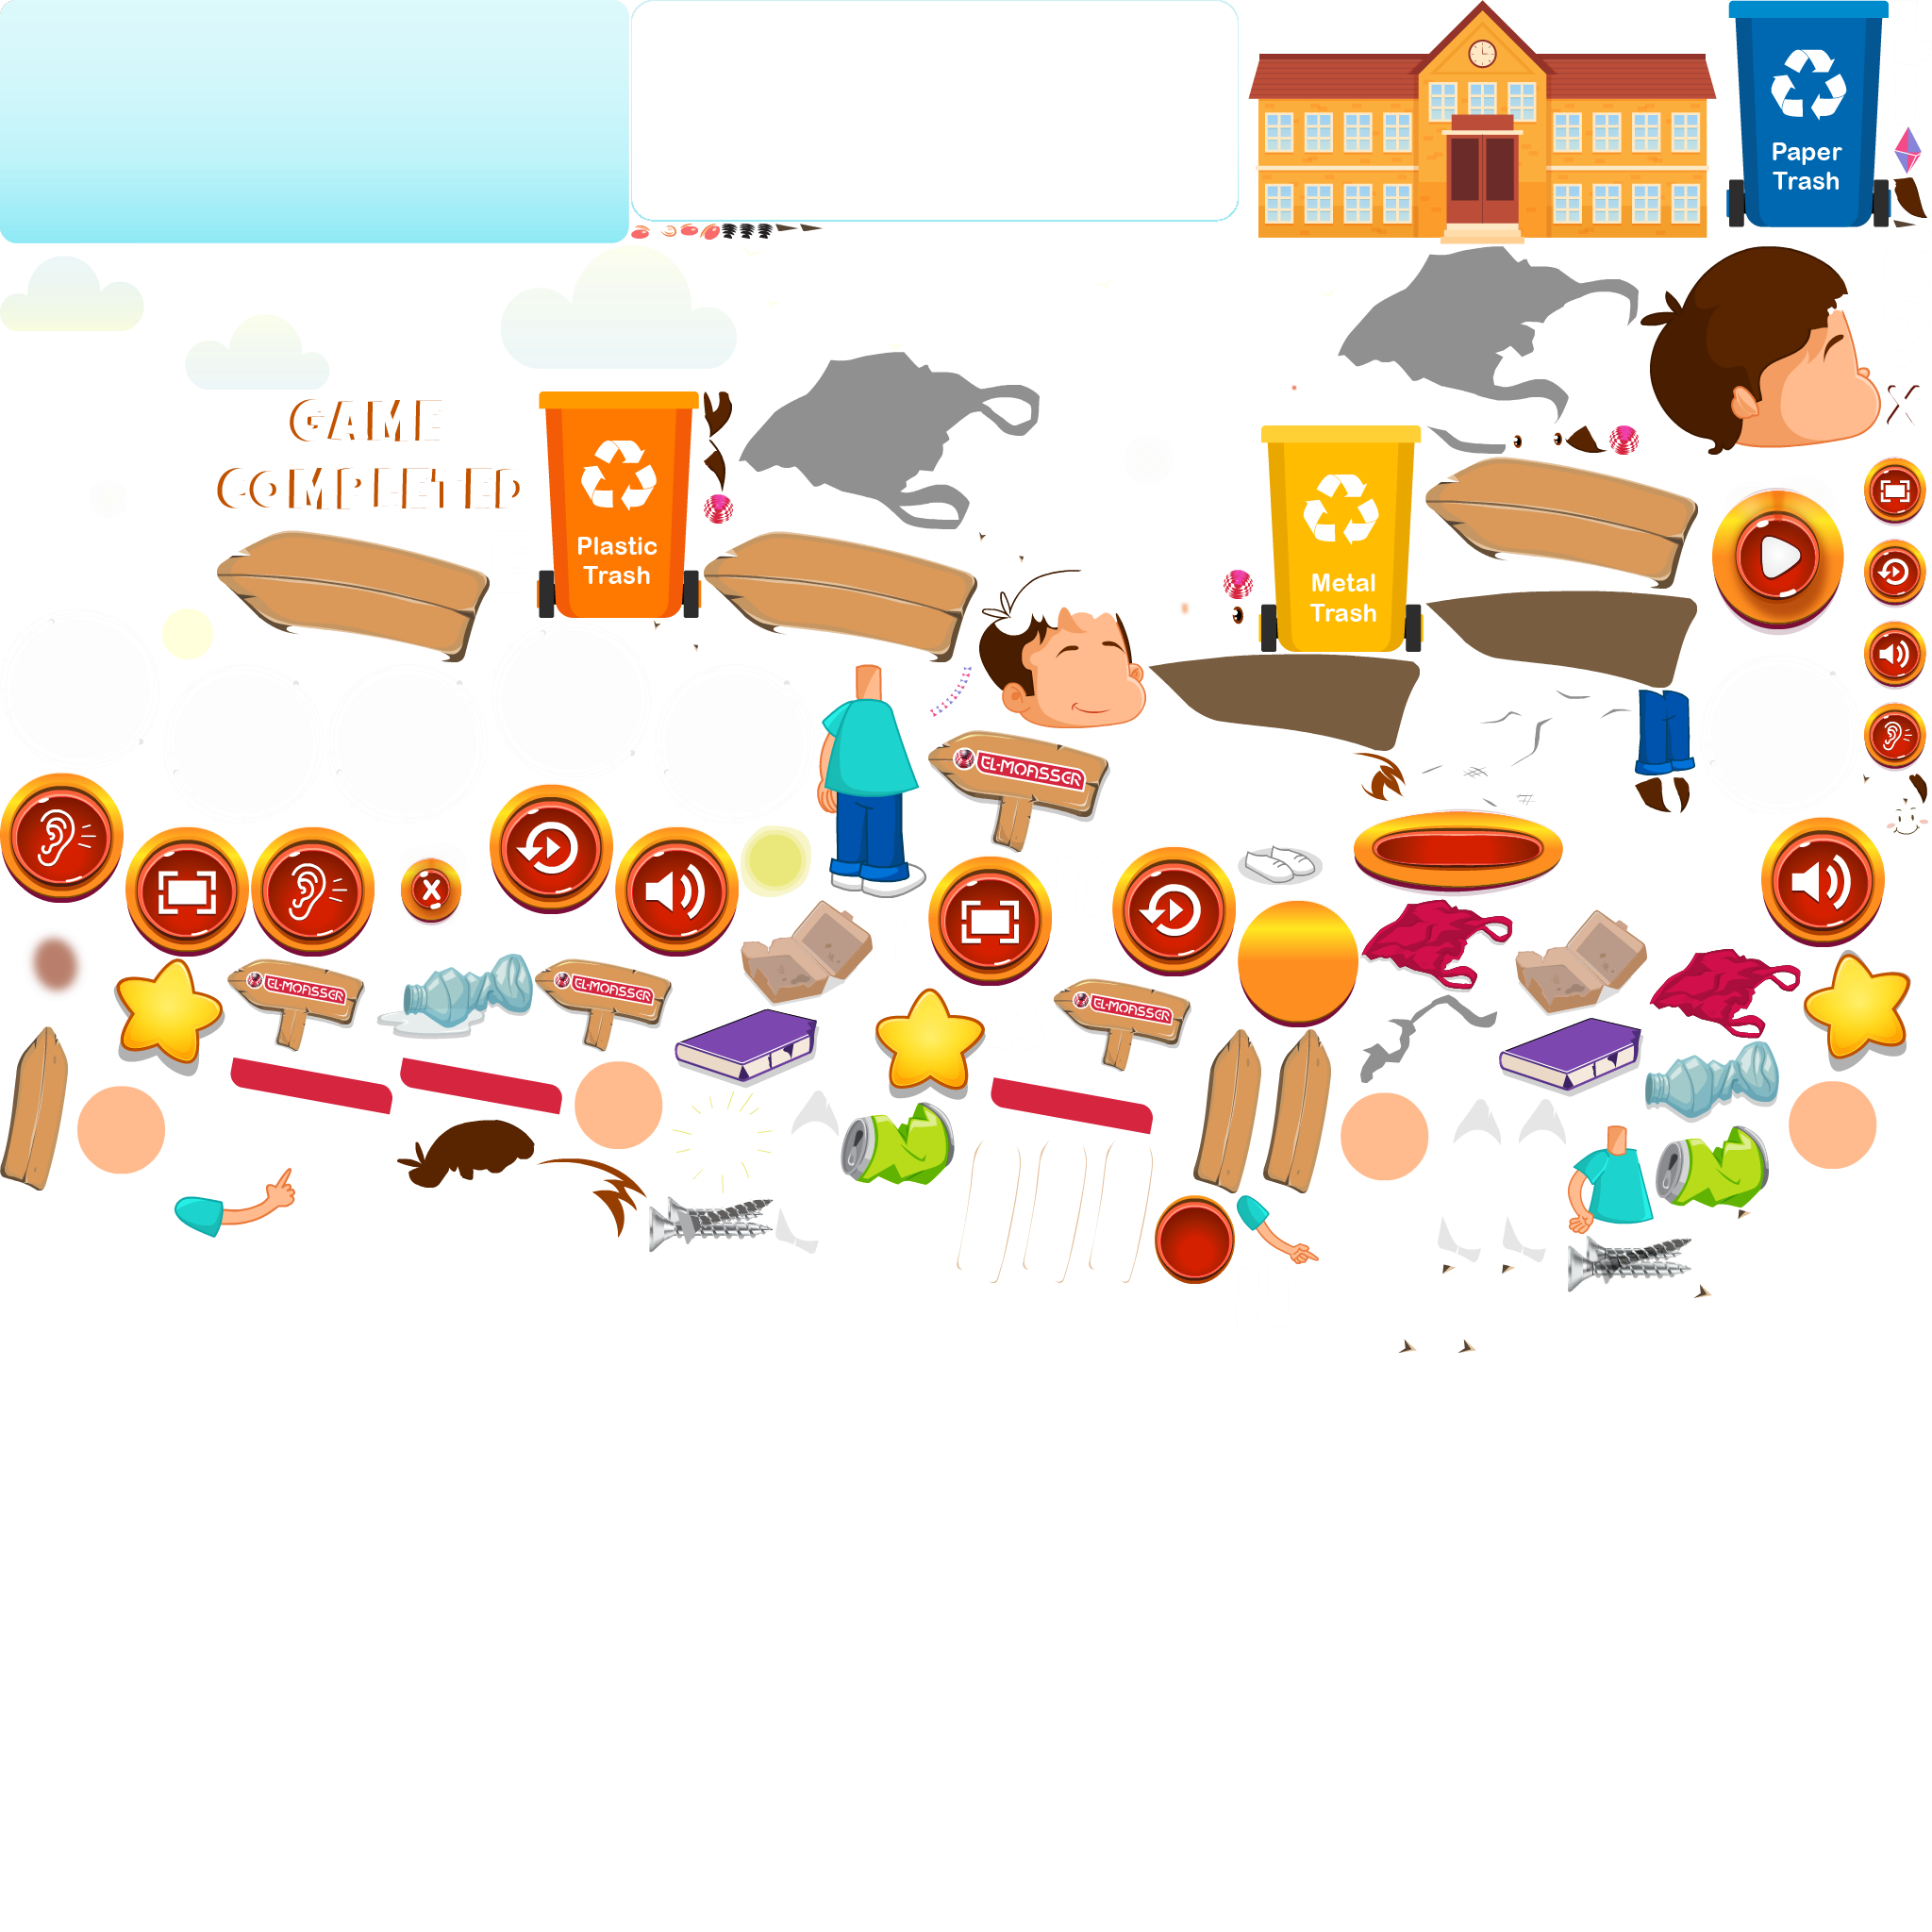 Paper
Trash
GAME
COMPLETED
Plastic
Trash
Metal
Trash
EL-MOFASSER
EL-MOFASSER
EL-MOFASSER
EL-MOFASSER
X